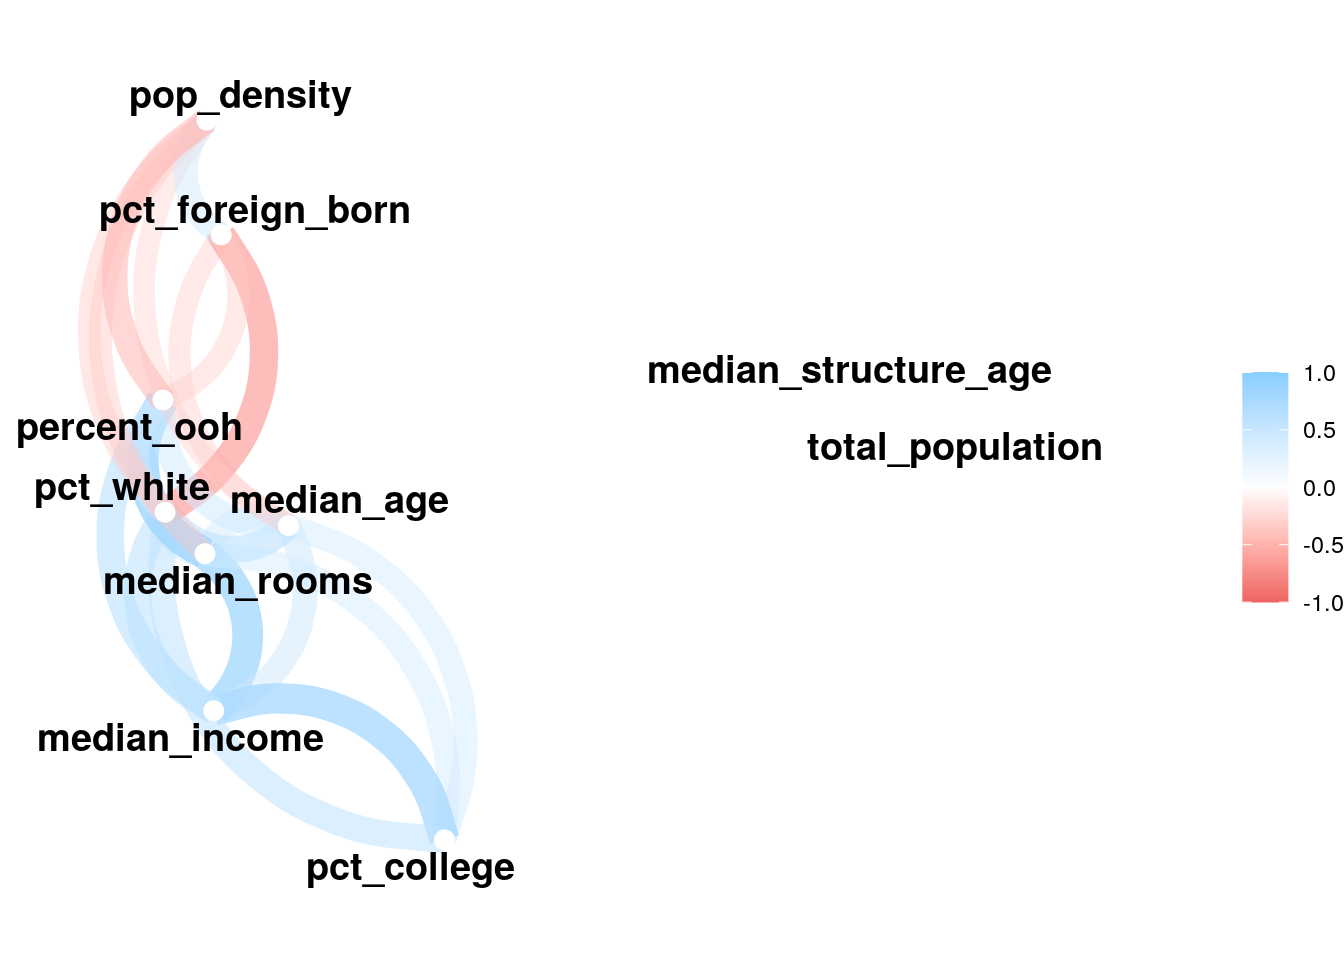 pop_density
pct_foreign_born
median_structure_age
percent_ooh
total_population
pct_white
median_age
median_rooms
median_income
pct_college
1.0
0.5
0.0
-0.5
-1.0